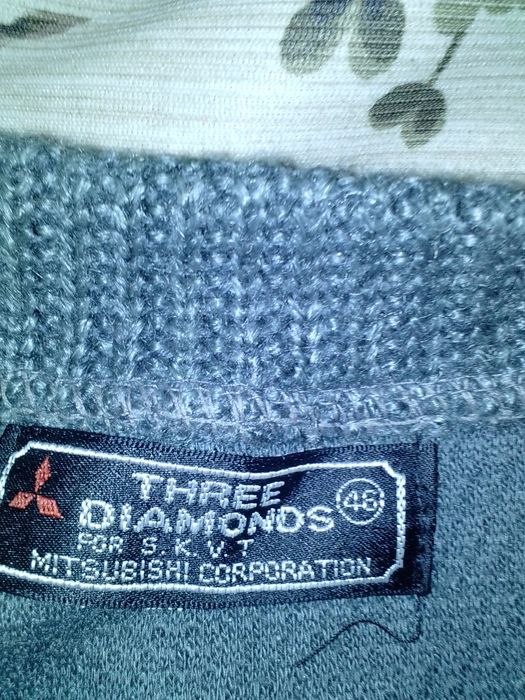 THREE
DIAMONDS 48
FOR S.K.V.T
MITSUBISHI CORPORATION